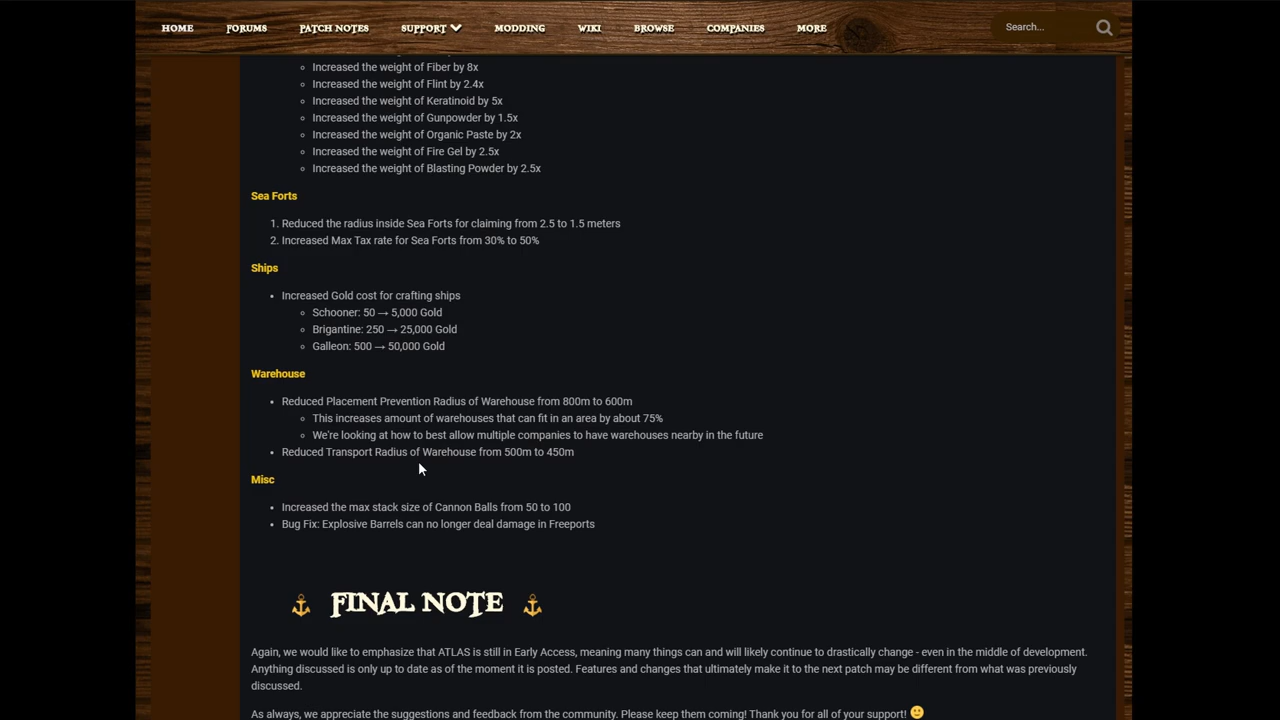 HOME FORUMS PATCH NOTES SUPPORT MODDING WIKI BROWSE COMPANIES MORE Search...
Increased the weight of Fiber by 8x
Increased the weight of Flint by 2.4x
Increased the weight of Keratinoid by 5x
Increased the weight of Gunpowder by 1.5x
Increased the weight of Organic Paste by 2x
Increased the weight of Fire Gel by 2.5x
Increased the weight of Blasting Powder by 2.5x
Sea Forts
1. Reduced the radius inside Sea Forts for claiming from 2.5 to 1.5 meters
2. Increased Max Tax rate for Sea Forts from 30% to 50%
Ships
Increased Gold cost for crafting ships
Schooner: 50 → 5,000 Gold
Brigantine: 250 → 25,000 Gold
Galleon: 500 → 50,000 Gold
Warehouse
Reduced Placement Prevention Radius of Warehouse from 800m to 600m
This increases amount of warehouses that can fit in an area by about 75%
We're looking at how to best allow multiple companies to have warehouses nearby in the future
Reduced Transport Radius of Warehouse from 500m to 450m
Misc
Increased the max stack size of Cannon Balls from 50 to 100
Bug Fix: Explosive Barrels can no longer deal damage in Freeports
FINAL NOTE
Again, we would like to emphasize that ATLAS is still in Early Access, meaning many things can and will likely continue to drastically change - even in the middle of development.
Anything discussed is only up to date as of the moment it is posted. Features and changes that ultimately make it to the next patch may be different from what was previously
discussed.
As always, we appreciate the suggestions and feedback from the community. Please keep them coming! Thank you for all of your support! 🙂